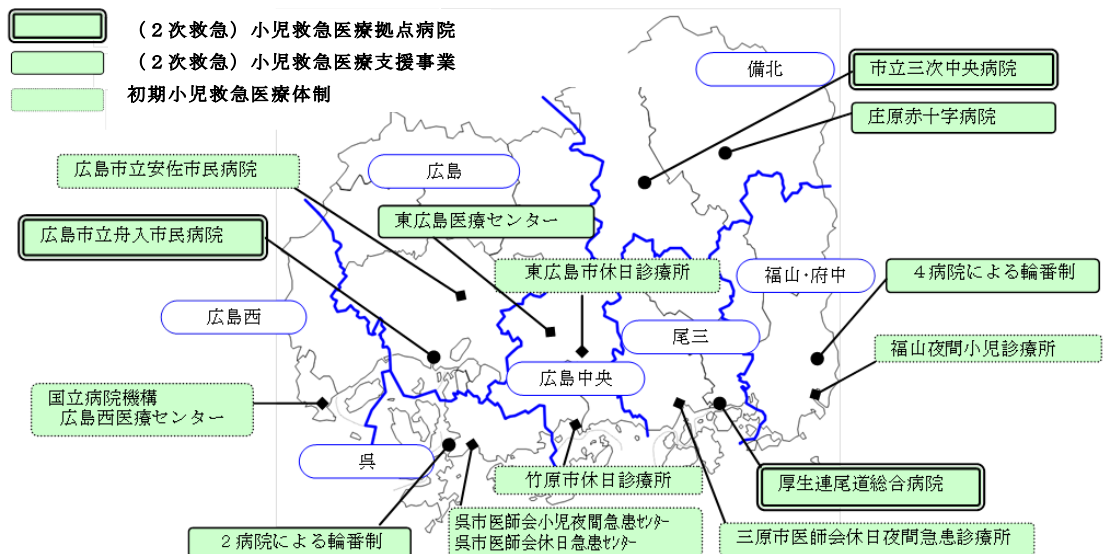 (2次救急)小児救急医療拠点病院
(2次救急)小児救急医療支援事業
初期小児救急医療体制
備北
市立三次中央病院
庄原赤十字病院
広島市立安佐市民病院
広島
東広島医療センター
広島市立舟入市民病院
東広島市休日診療所
福山・府中
4病院による輪番制
広島西
尾三
福山夜間小児診療所
広島中央
国立病院機構
広島西医療センター
呉
竹原市休日診療所
厚生連尾道総合病院
呉市医師会小児夜間急患センター
呉市医師会休日急患センター
2病院による輪番制
三原市医師会休日夜間急患診療所